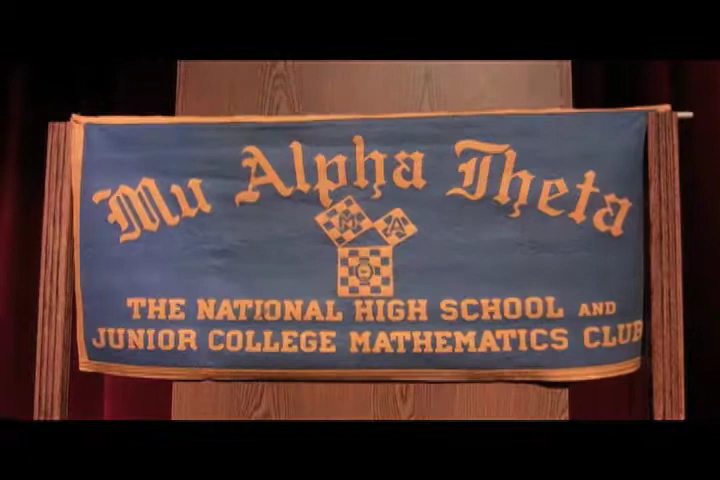 Mu Alpha Theta
M A
Θ
THE NATIONAL HIGH SCHOOL AND
JUNIOR COLLEGE MATHEMATICS CLUB